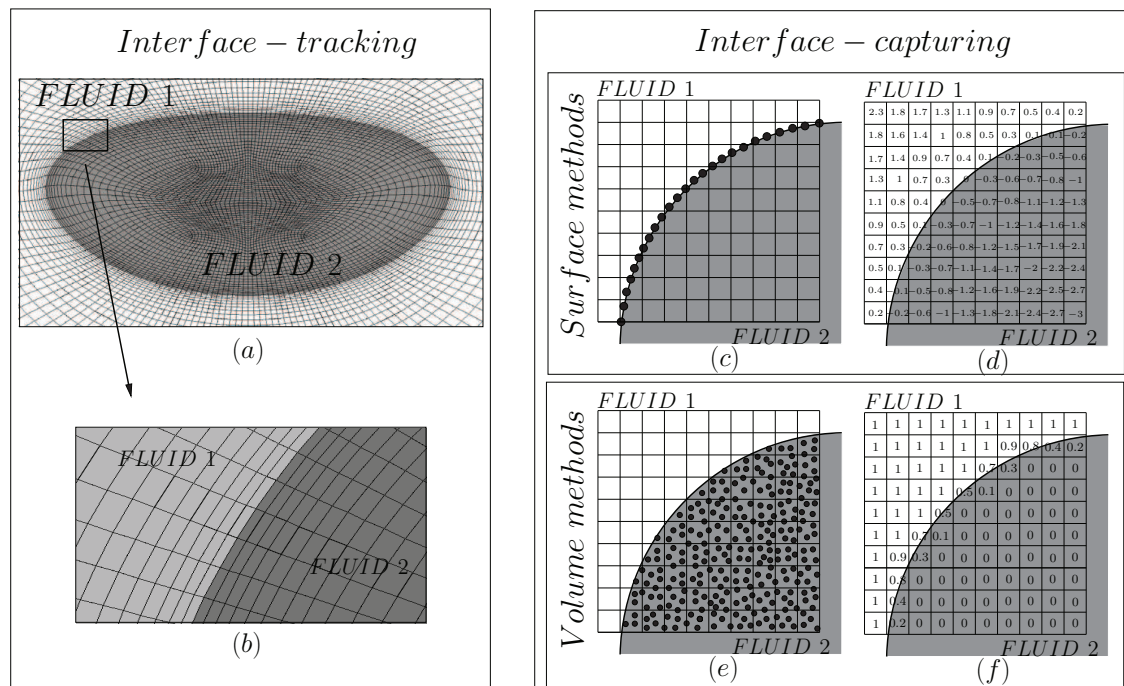 Interface − tracking
FLUID 1
FLUID 2
(a)
FLUID 1
FLUID 2
(b)
Interface − capturing
Surface methods
FLUID 1
FLUID 2
(c)
FLUID 1
2.3 1.8 1.7 1.3 1.1 0.9 0.7 0.5 0.4 0.2
1.8 1.6 1.4 1 0.8 0.5 0.3 0.1 −0.1 −0.2
1.7 1.4 0.9 0.7 0.4 0.1 −0.2 −0.3 −0.5 −0.6
1.3 1 0.7 0.3 0 −0.3 −0.6 −0.7 −0.8 −1
1.1 0.8 0.4 0 −0.5 −0.7 −0.8 −1.1 −1.2 −1.3
0.9 0.5 0.1 −0.3 −0.7 −1 −1.2 −1.4 −1.6 −1.8
0.7 0.3 −0.2 −0.6 −0.8 −1.2 −1.5 −1.7 −1.9 −2.1
0.5 0.1 −0.3 −0.7 −1.1 −1.4 −1.7 −2 −2.2 −2.4
0.4 −0.1 −0.5 −0.8 −1.2 −1.6 −1.9 −2.2 −2.5 −2.7
0.2 −0.2 −0.6 −1 −1.3 −1.8 −2.1 −2.4 −2.7 −3
FLUID 2
(d)
Volume methods
FLUID 1
FLUID 2
(e)
FLUID 1
1 1 1 1 1 1 1 1 1 1
1 1 1 1 1 1 0.9 0.8 0.4 0.2
1 1 1 1 1 0.7 0.3 0 0 0
1 1 1 1 0.5 0.1 0 0 0 0
1 1 1 0.5 0 0 0 0 0 0
1 1 0.7 0.1 0 0 0 0 0 0
1 0.9 0.3 0 0 0 0 0 0 0
1 0.8 0 0 0 0 0 0 0 0
1 0.4 0 0 0 0 0 0 0 0
1 0.2 0 0 0 0 0 0 0 0
FLUID 2
(f)